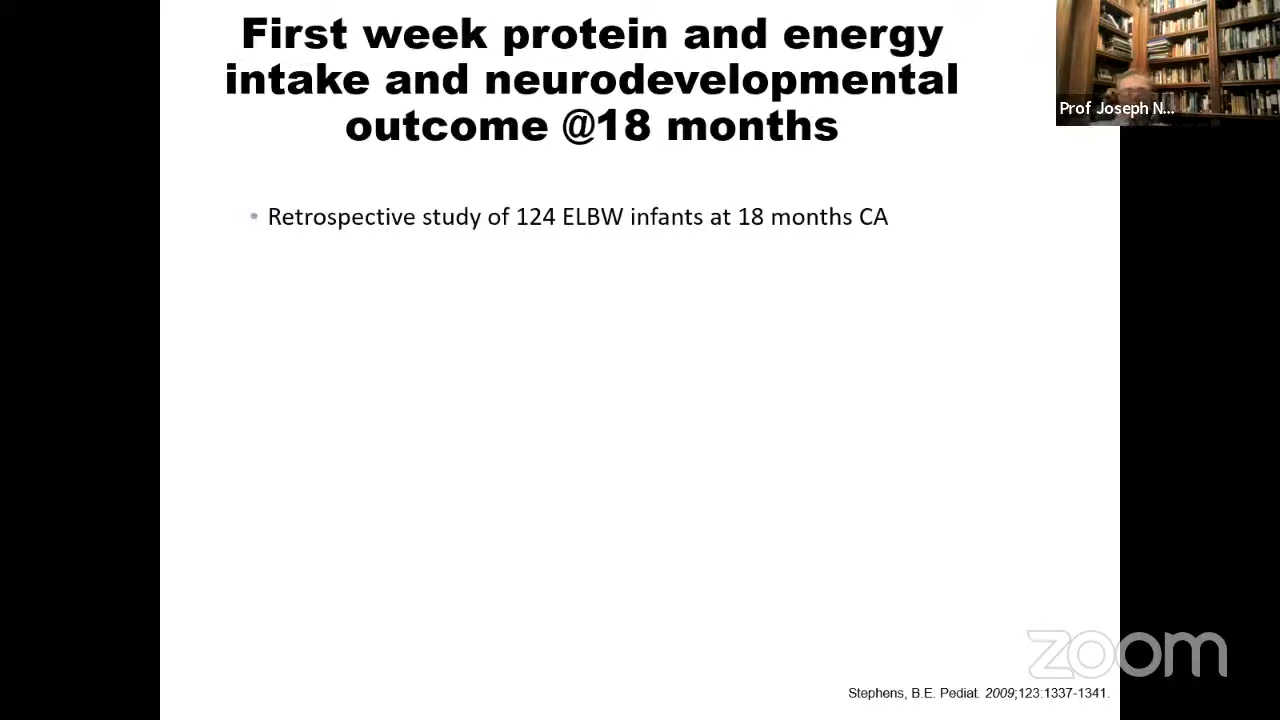 First week protein and energy
intake and neurodevelopmental
outcome @18 months
Prof Joseph N...
• Retrospective study of 124 ELBW infants at 18 months CA
zoom
Stephens, B.E. Pediat. 2009;123:1337-1341.